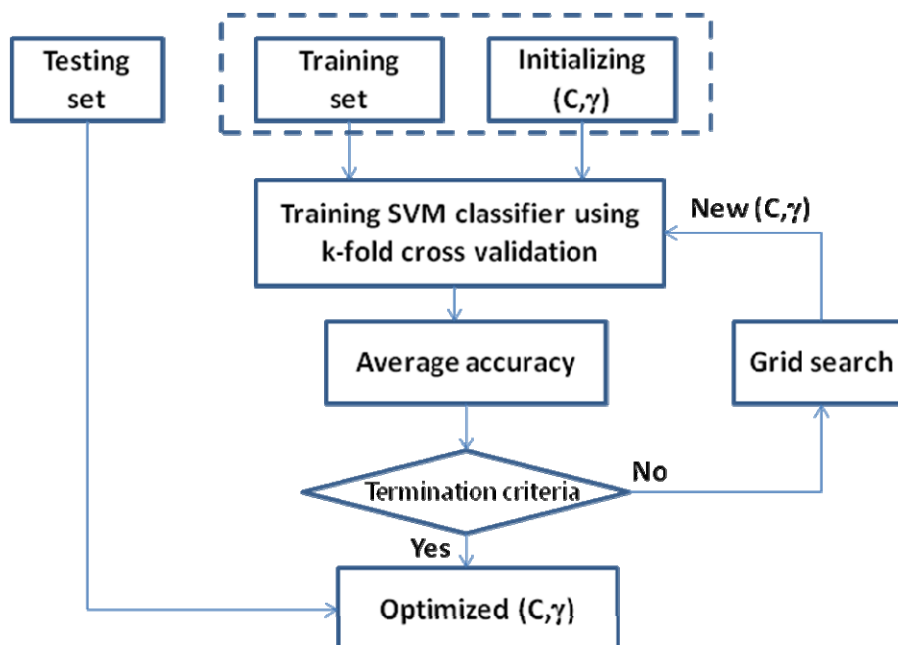 Testing
set
Training
set
Initializing
(C,γ)
Training SVM classifier using
k-fold cross validation
New (C,γ)
Average accuracy
Grid search
Termination criteria
No
Yes
Optimized (C,γ)